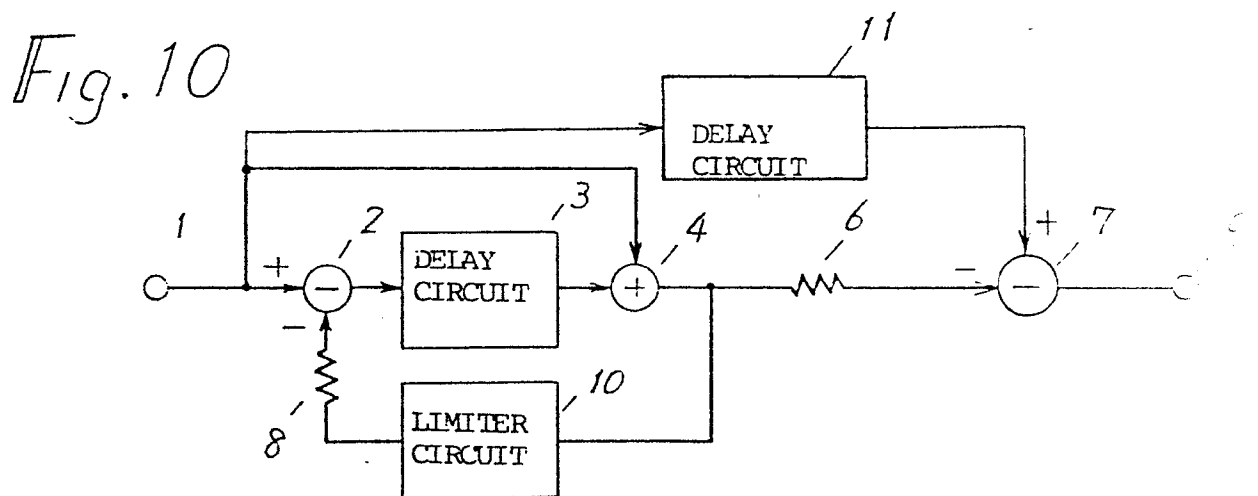 Fig. 10
11
DELAY
CIRCUIT
1
+
2
−
−
3
DELAY
CIRCUIT
4
+
6
+
7
−
−
8
10
LIMITER
CIRCUIT